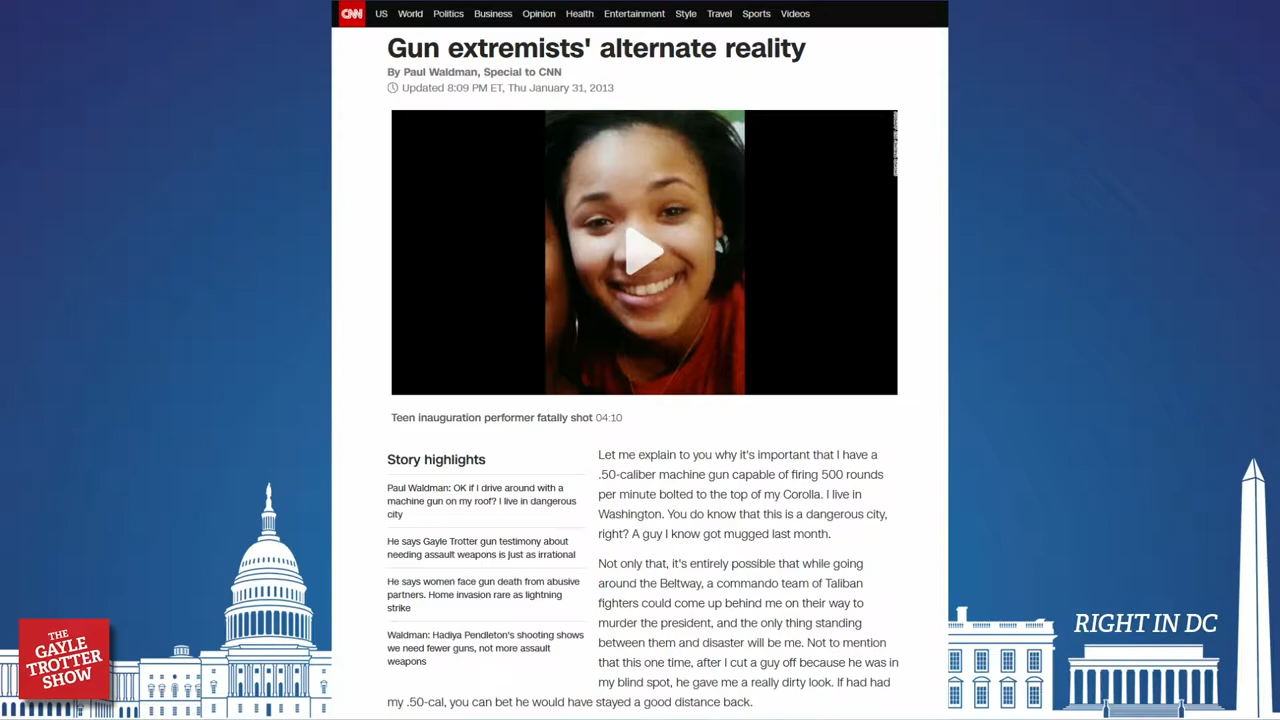 CNN US World Politics Business Opinion Health Entertainment Style Travel Sports Videos
Gun extremists' alternate reality
By Paul Waldman, Special to CNN
Updated 8:09 PM ET, Thu January 31, 2013
Teen inauguration performer fatally shot 04:10
Story highlights
Paul Waldman: OK if I drive around with a
machine gun on my roof? I live in dangerous
city
He says Gayle Trotter gun testimony about
needing assault weapons is just as irrational
He says women face gun death from abusive
partners. Home invasion rare as lightning
strike
Waldman: Hadiya Pendleton's shooting shows
we need fewer guns, not more assault
weapons
Let me explain to you why it's important that I have a
.50-caliber machine gun capable of firing 500 rounds
per minute bolted to the top of my Corolla. I live in
Washington. You do know that this is a dangerous city,
right? A guy I know got mugged last month.
Not only that, it's entirely possible that while going
around the Beltway, a commando team of Taliban
fighters could come up behind me on their way to
murder the president, and the only thing standing
between them and disaster will be me. Not to mention
that this one time, after I cut a guy off because he was in
my blind spot, he gave me a really dirty look. If had had
my .50-cal, you can bet he would have stayed a good distance back.
THE
GAYLE
TROTTER
SHOW
RIGHT IN DC